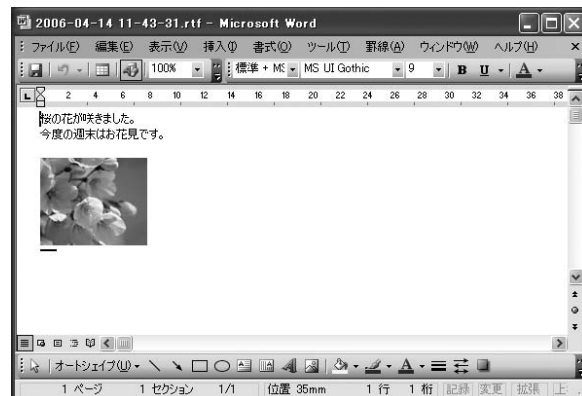 2006-04-14 11-43-31.rtf - Microsoft Word
ファイル(F) 編集(E) 表示(V) 挿入(I) 書式(O) ツール(T) 罫線(A) ウィンドウ(W) ヘルプ(H) ×
100% 標準 + MS MS UI Gothic 9 B U A
L 2 4 6 8 10 12 14 16 18 20 22 24 26 28 30 32 34 36 38
桜の花が咲きました。
今度の週末はお花見です。
オートシェイプ(U) A
1 ページ 1 セクション 1/1 位置 35mm 1 行 1 桁 記録 変更 拡張 上